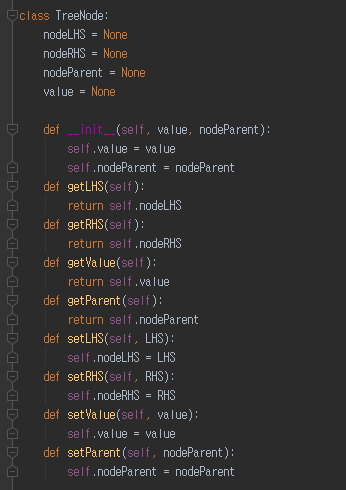 class TreeNode:
    nodeLHS = None
    nodeRHS = None
    nodeParent = None
    value = None

    def __init__(self, value, nodeParent):
        self.value = value
        self.nodeParent = nodeParent
    def getLHS(self):
        return self.nodeLHS
    def getRHS(self):
        return self.nodeRHS
    def getValue(self):
        return self.value
    def getParent(self):
        return self.nodeParent
    def setLHS(self, LHS):
        self.nodeLHS = LHS
    def setRHS(self, RHS):
        self.nodeRHS = RHS
    def setValue(self, value):
        self.value = value
    def setParent(self, nodeParent):
        self.nodeParent = nodeParent